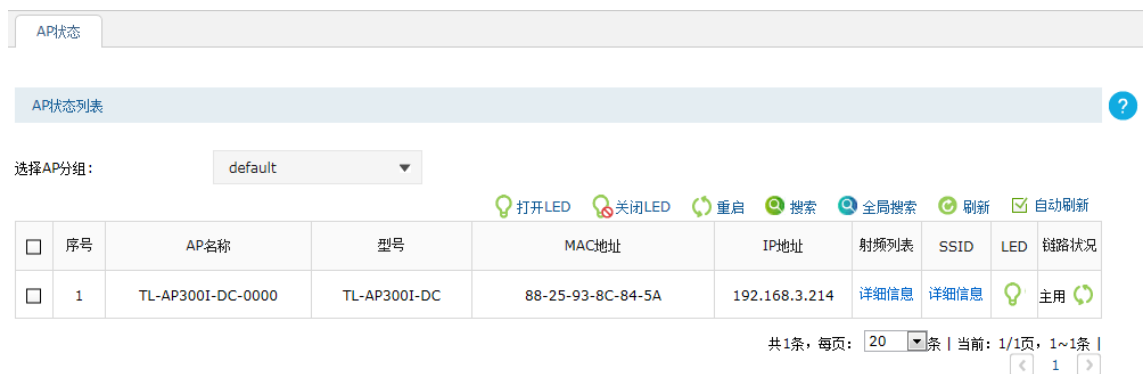 AP状态
AP状态列表
?
选择AP分组： default
打开LED 关闭LED 重启 搜索 全局搜索 刷新 自动刷新
序号 AP名称 型号 MAC地址 IP地址 射频列表 SSID LED 链路状况
1 TL-AP300I-DC-0000 TL-AP300I-DC 88-25-93-8C-84-5A 192.168.3.214 详细信息 详细信息 主用
共1条，每页： 20 条 | 当前：1/1页，1~1条 |
< 1 >